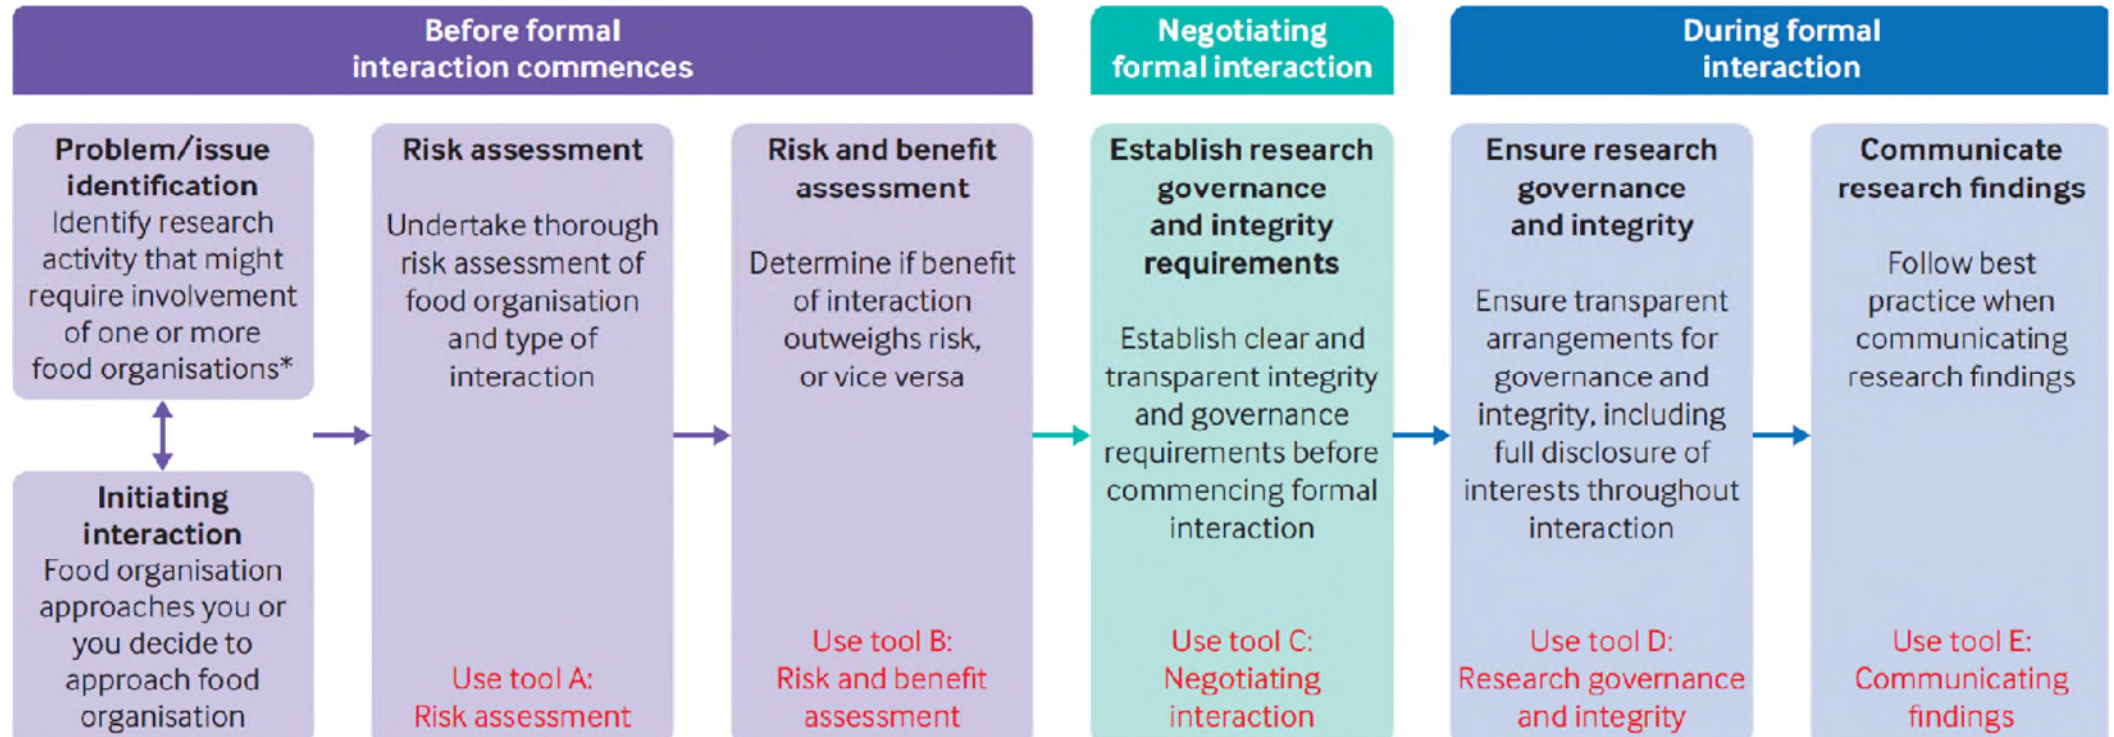 Before formal
interaction commences
Negotiating
formal interaction
During formal
interaction
Problem/issue
identification
Identify research
activity that might
require involvement
of one or more
food organisations*
Initiating
interaction
Food organisation
approaches you or
you decide to
approach food
organisation
Risk assessment
Undertake thorough
risk assessment of
food organisation
and type of
interaction
Use tool A:
Risk assessment
Risk and benefit
assessment
Determine if benefit
of interaction
outweighs risk,
or vice versa
Use tool B:
Risk and benefit
assessment
Establish research
governance
and integrity
requirements
Establish clear and
transparent integrity
and governance
requirements before
commencing formal
interaction
Use tool C:
Negotiating
interaction
Ensure research
governance
and integrity
Ensure transparent
arrangements for
governance and
integrity, including
full disclosure of
interests throughout
interaction
Use tool D:
Research governance
and integrity
Communicate
research findings
Follow best
practice when
communicating
research findings
Use tool E:
Communicating
findings